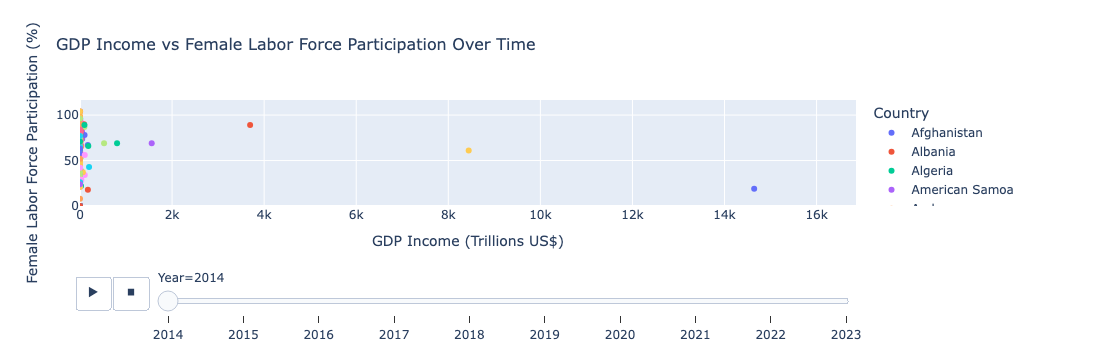 GDP Income vs Female Labor Force Participation Over Time
Female Labor Force Participation (%)
100
50
0
0 2k 4k 6k 8k 10k 12k 14k 16k
GDP Income (Trillions US$)
Country
Afghanistan
Albania
Algeria
American Samoa
Year=2014
2014 2015 2016 2017 2018 2019 2020 2021 2022 2023